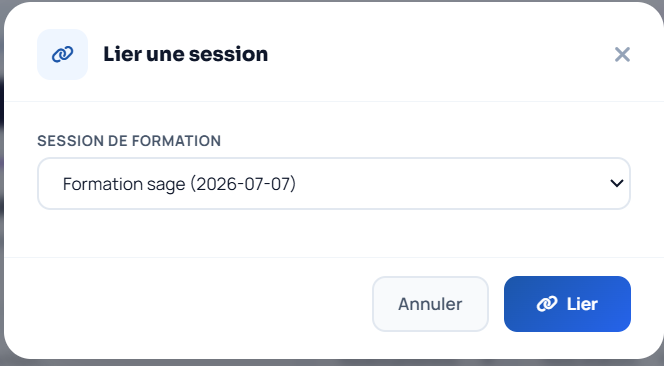 Lier une session
SESSION DE FORMATION
Formation sage (2026-07-07)
Annuler
Lier